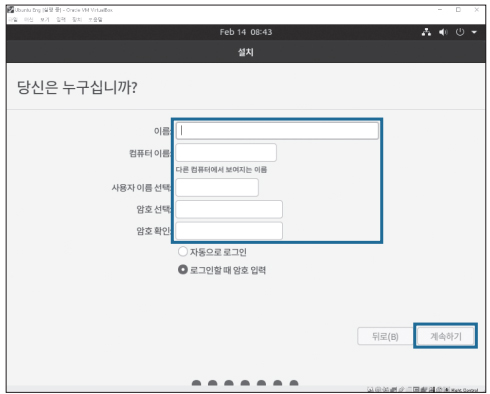 Ubuntu Eng (실행 중) - Oracle VM VirtualBox
파일 머신 보기 입력 장치 도움말
Feb 14 08:43
설치
당신은 누구십니까?
이름:
컴퓨터 이름:
다른 컴퓨터에서 보여지는 이름
사용자 이름 선택:
암호 선택:
암호 확인:
자동으로 로그인
로그인할 때 암호 입력
뒤로(B)
계속하기
Right Control